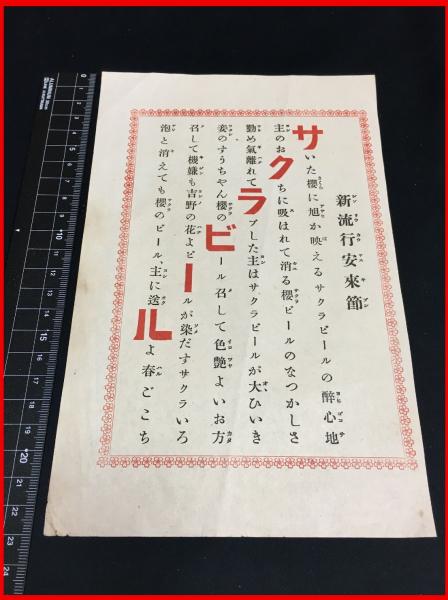 新流行安來節
サいた櫻に旭か映えるサクラビールの醉心地
主のおクちに吸はれて消る櫻ビールのなつかしさ
勤め氣離れてラブした主はサクラビールが大ひいき
姿のすうちやん櫻のビール召して色艶よいお方
召して機嫌も吉野の花よビールが染だすサクラいろ
泡と消えても櫻のビール、主に送ルよ春ごこち